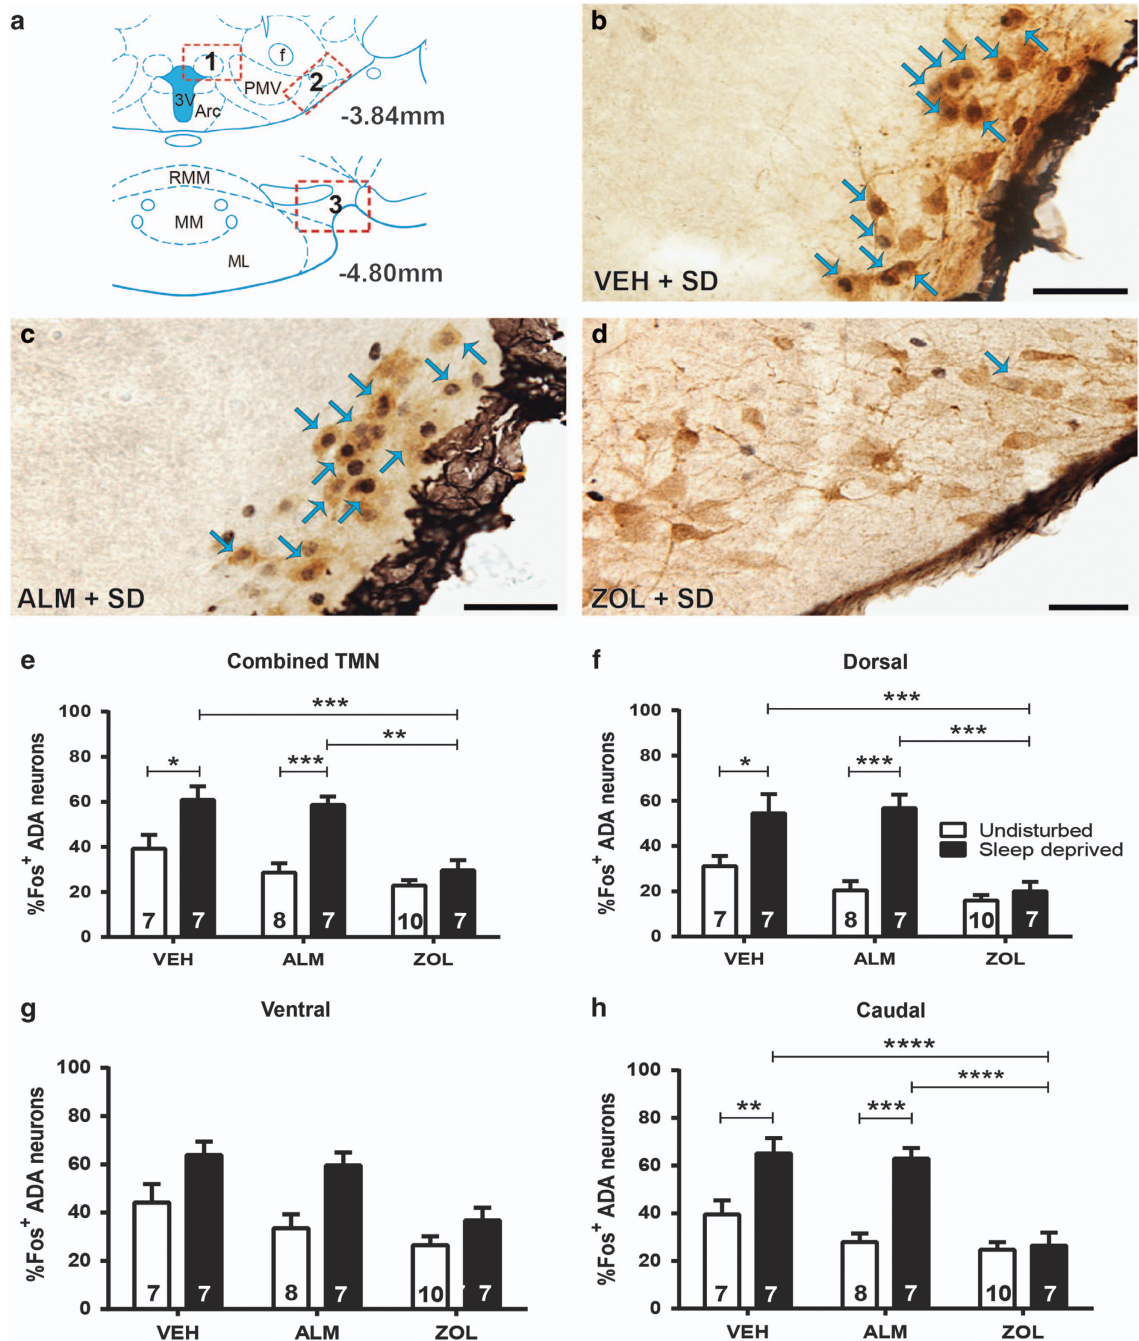 a
1
f
2
3V
Arc
PMV
-3.84mm
RMM
MM
ML
3
-4.80mm
b
VEH + SD
c
ALM + SD
d
ZOL + SD
e
Combined TMN
%Fos⁺ ADA neurons
100
80
60
40
20
0
***
**
*
***
7
7
8
7
10
7
VEH
ALM
ZOL
f
Dorsal
%Fos⁺ ADA neurons
100
80
60
40
20
0
***
***
*
***
Undisturbed
Sleep deprived
7
7
8
7
10
7
VEH
ALM
ZOL
g
Ventral
%Fos⁺ ADA neurons
100
80
60
40
20
0
7
7
8
7
10
7
VEH
ALM
ZOL
h
Caudal
%Fos⁺ ADA neurons
100
80
60
40
20
0
****
****
**
***
7
7
8
7
10
7
VEH
ALM
ZOL